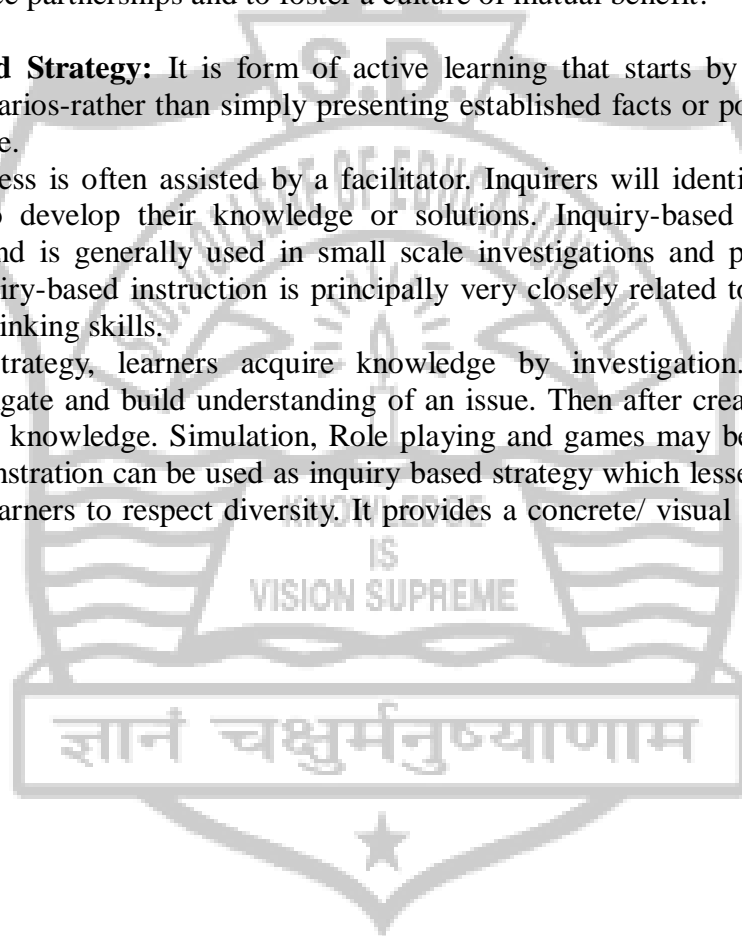 ce partnerships and to foster a culture of mutual benefit.
d Strategy: It is form of active learning that starts by
arios-rather than simply presenting established facts or po
e.
ess is often assisted by a facilitator. Inquirers will identi
o develop their knowledge or solutions. Inquiry-based
nd is generally used in small scale investigations and p
iry-based instruction is principally very closely related to
inking skills.
trategy, learners acquire knowledge by investigation.
gate and build understanding of an issue. Then after crea
knowledge. Simulation, Role playing and games may be
nstration can be used as inquiry based strategy which lesse
arners to respect diversity. It provides a concrete/ visual
S.D.
COLLEGE OF EDUCATION
KNOWLEDGE
IS
VISION SUPREME
ज्ञानं चक्षुर्मनुष्याणाम